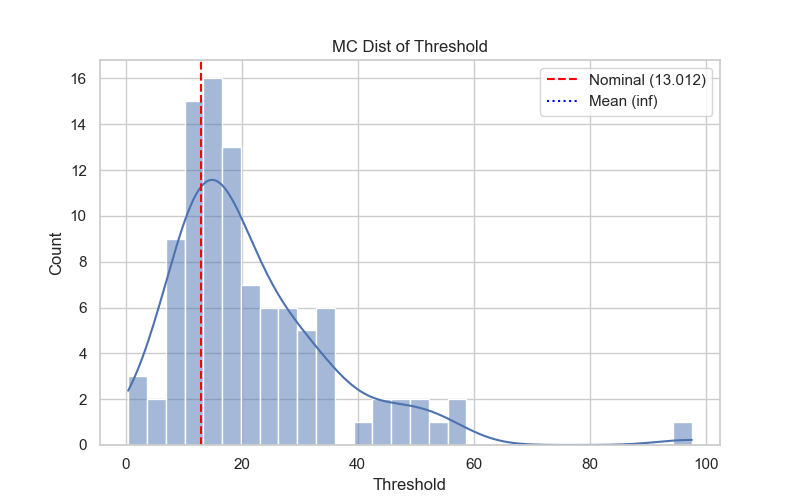 MC Dist of Threshold
Nominal (13.012)
Mean (inf)
16
14
12
10
8
6
4
2
0
Count
0 20 40 60 80 100
Threshold